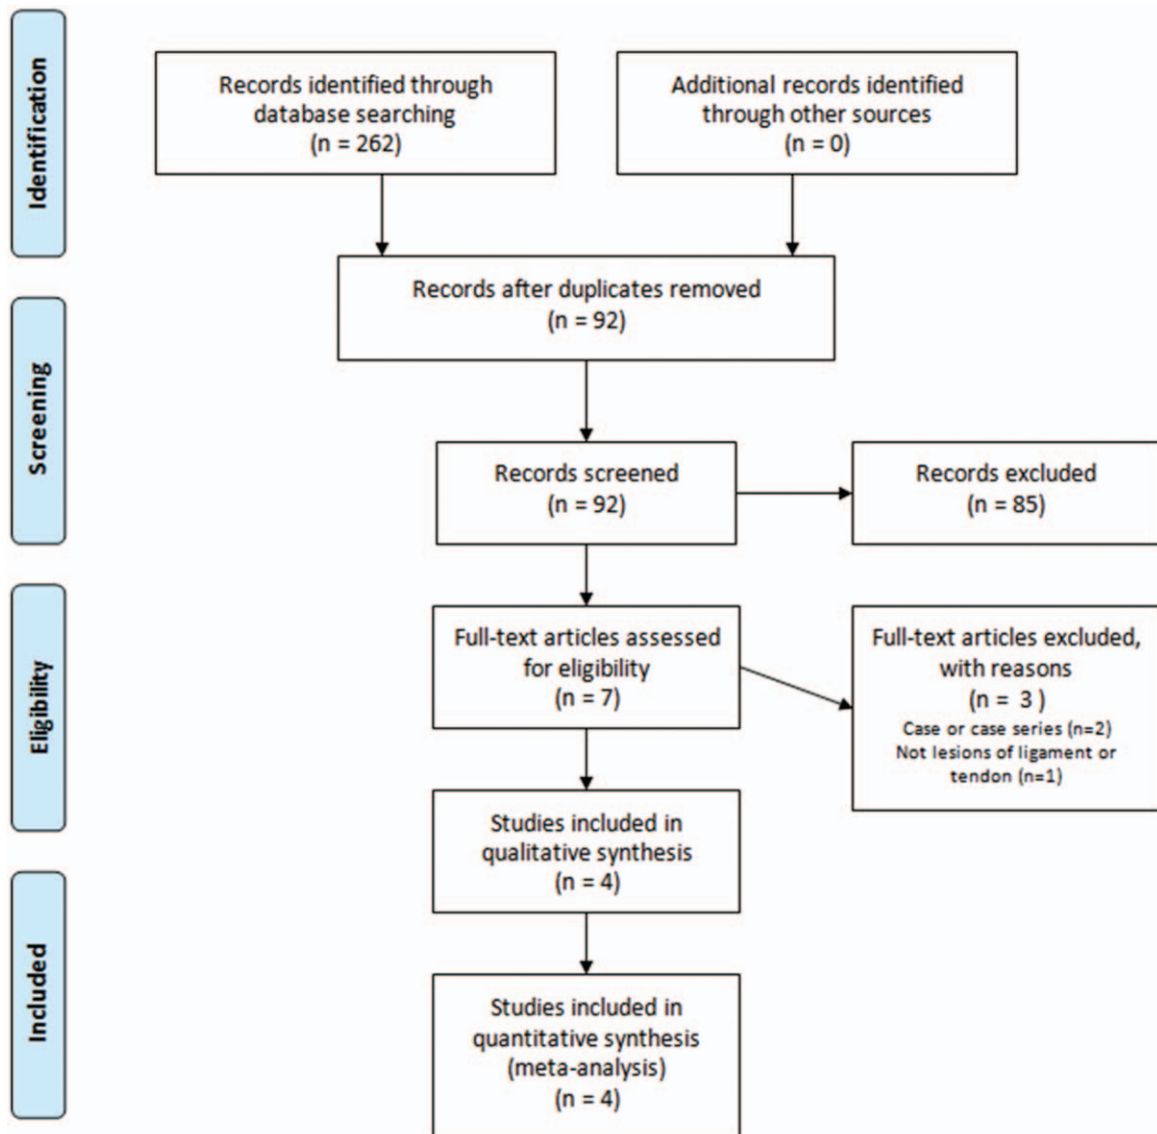 Identification
Records identified through
database searching
(n = 262)
Additional records identified
through other sources
(n = 0)
Records after duplicates removed
(n = 92)
Screening
Records screened
(n = 92)
Records excluded
(n = 85)
Eligibility
Full-text articles assessed
for eligibility
(n = 7)
Full-text articles excluded,
with reasons
(n = 3 )
Case or case series (n=2)
Not lesions of ligament or
tendon (n=1)
Studies included in
qualitative synthesis
(n = 4)
Included
Studies included in
quantitative synthesis
(meta-analysis)
(n = 4)